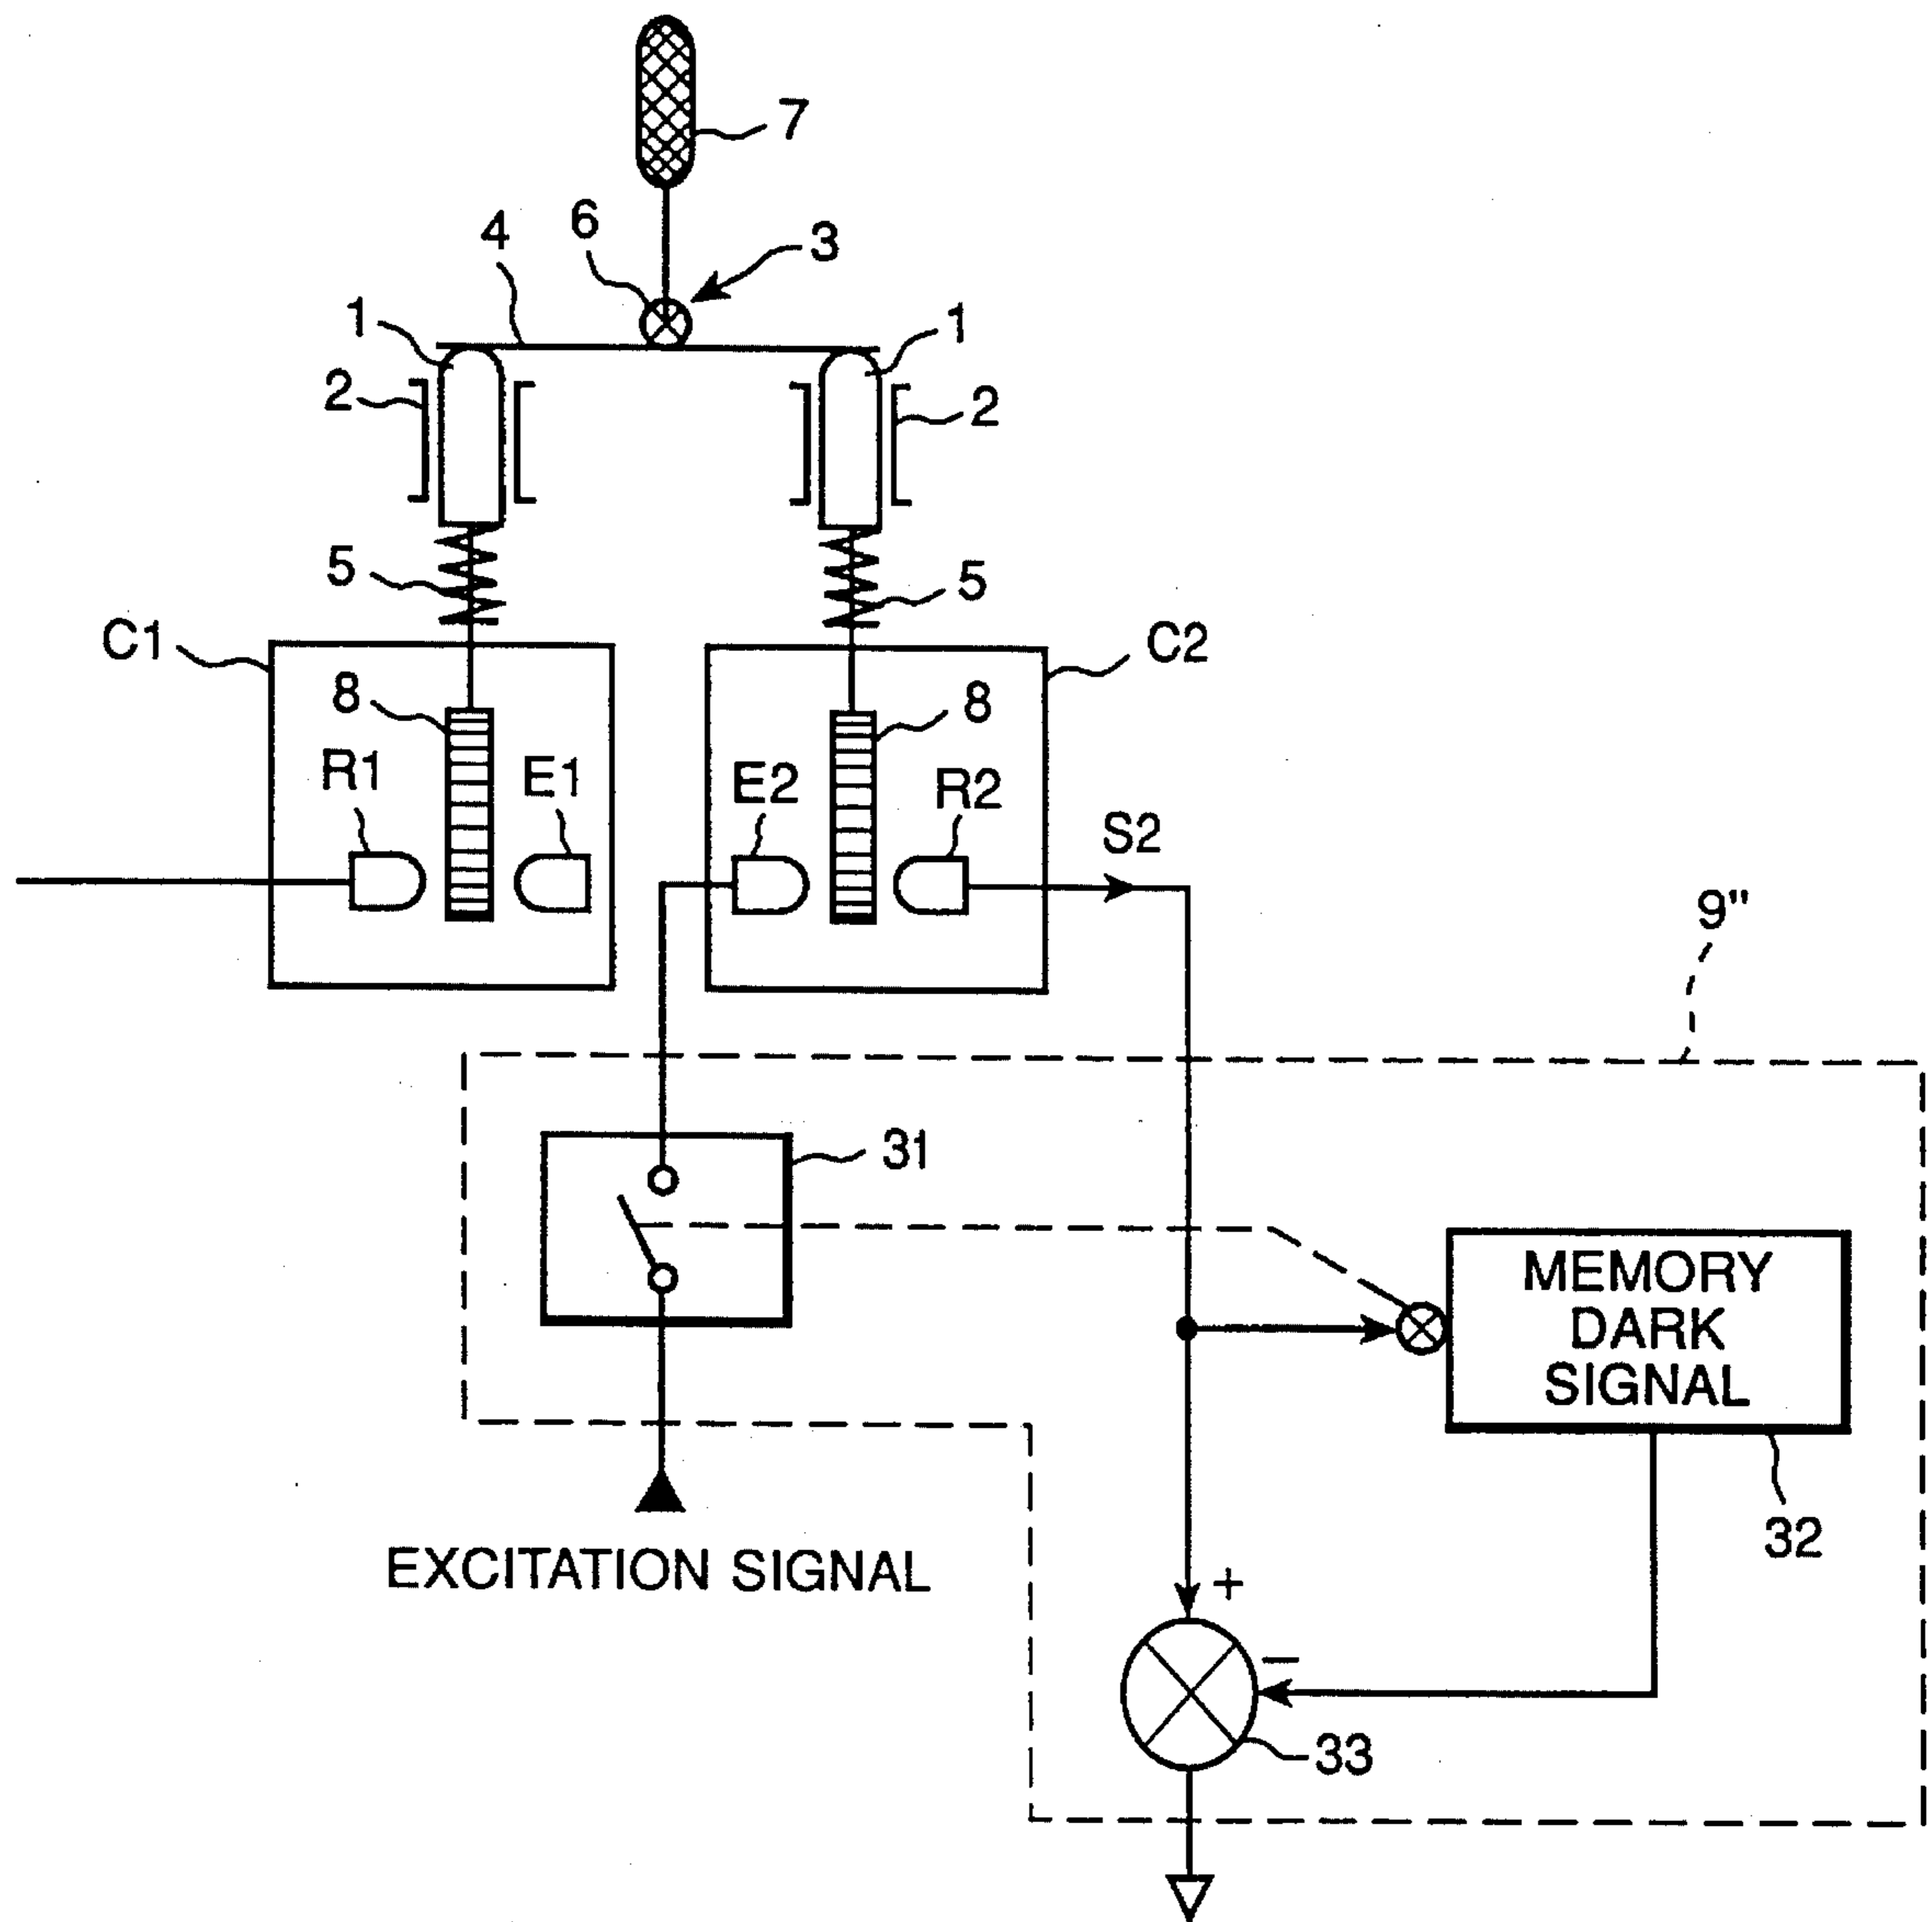 7
6
3
4
1
1
2
2
5
5
C1
C2
8
8
R1
E1
E2
R2
S2
9"
31
MEMORY
DARK
SIGNAL
32
EXCITATION SIGNAL
+
−
33